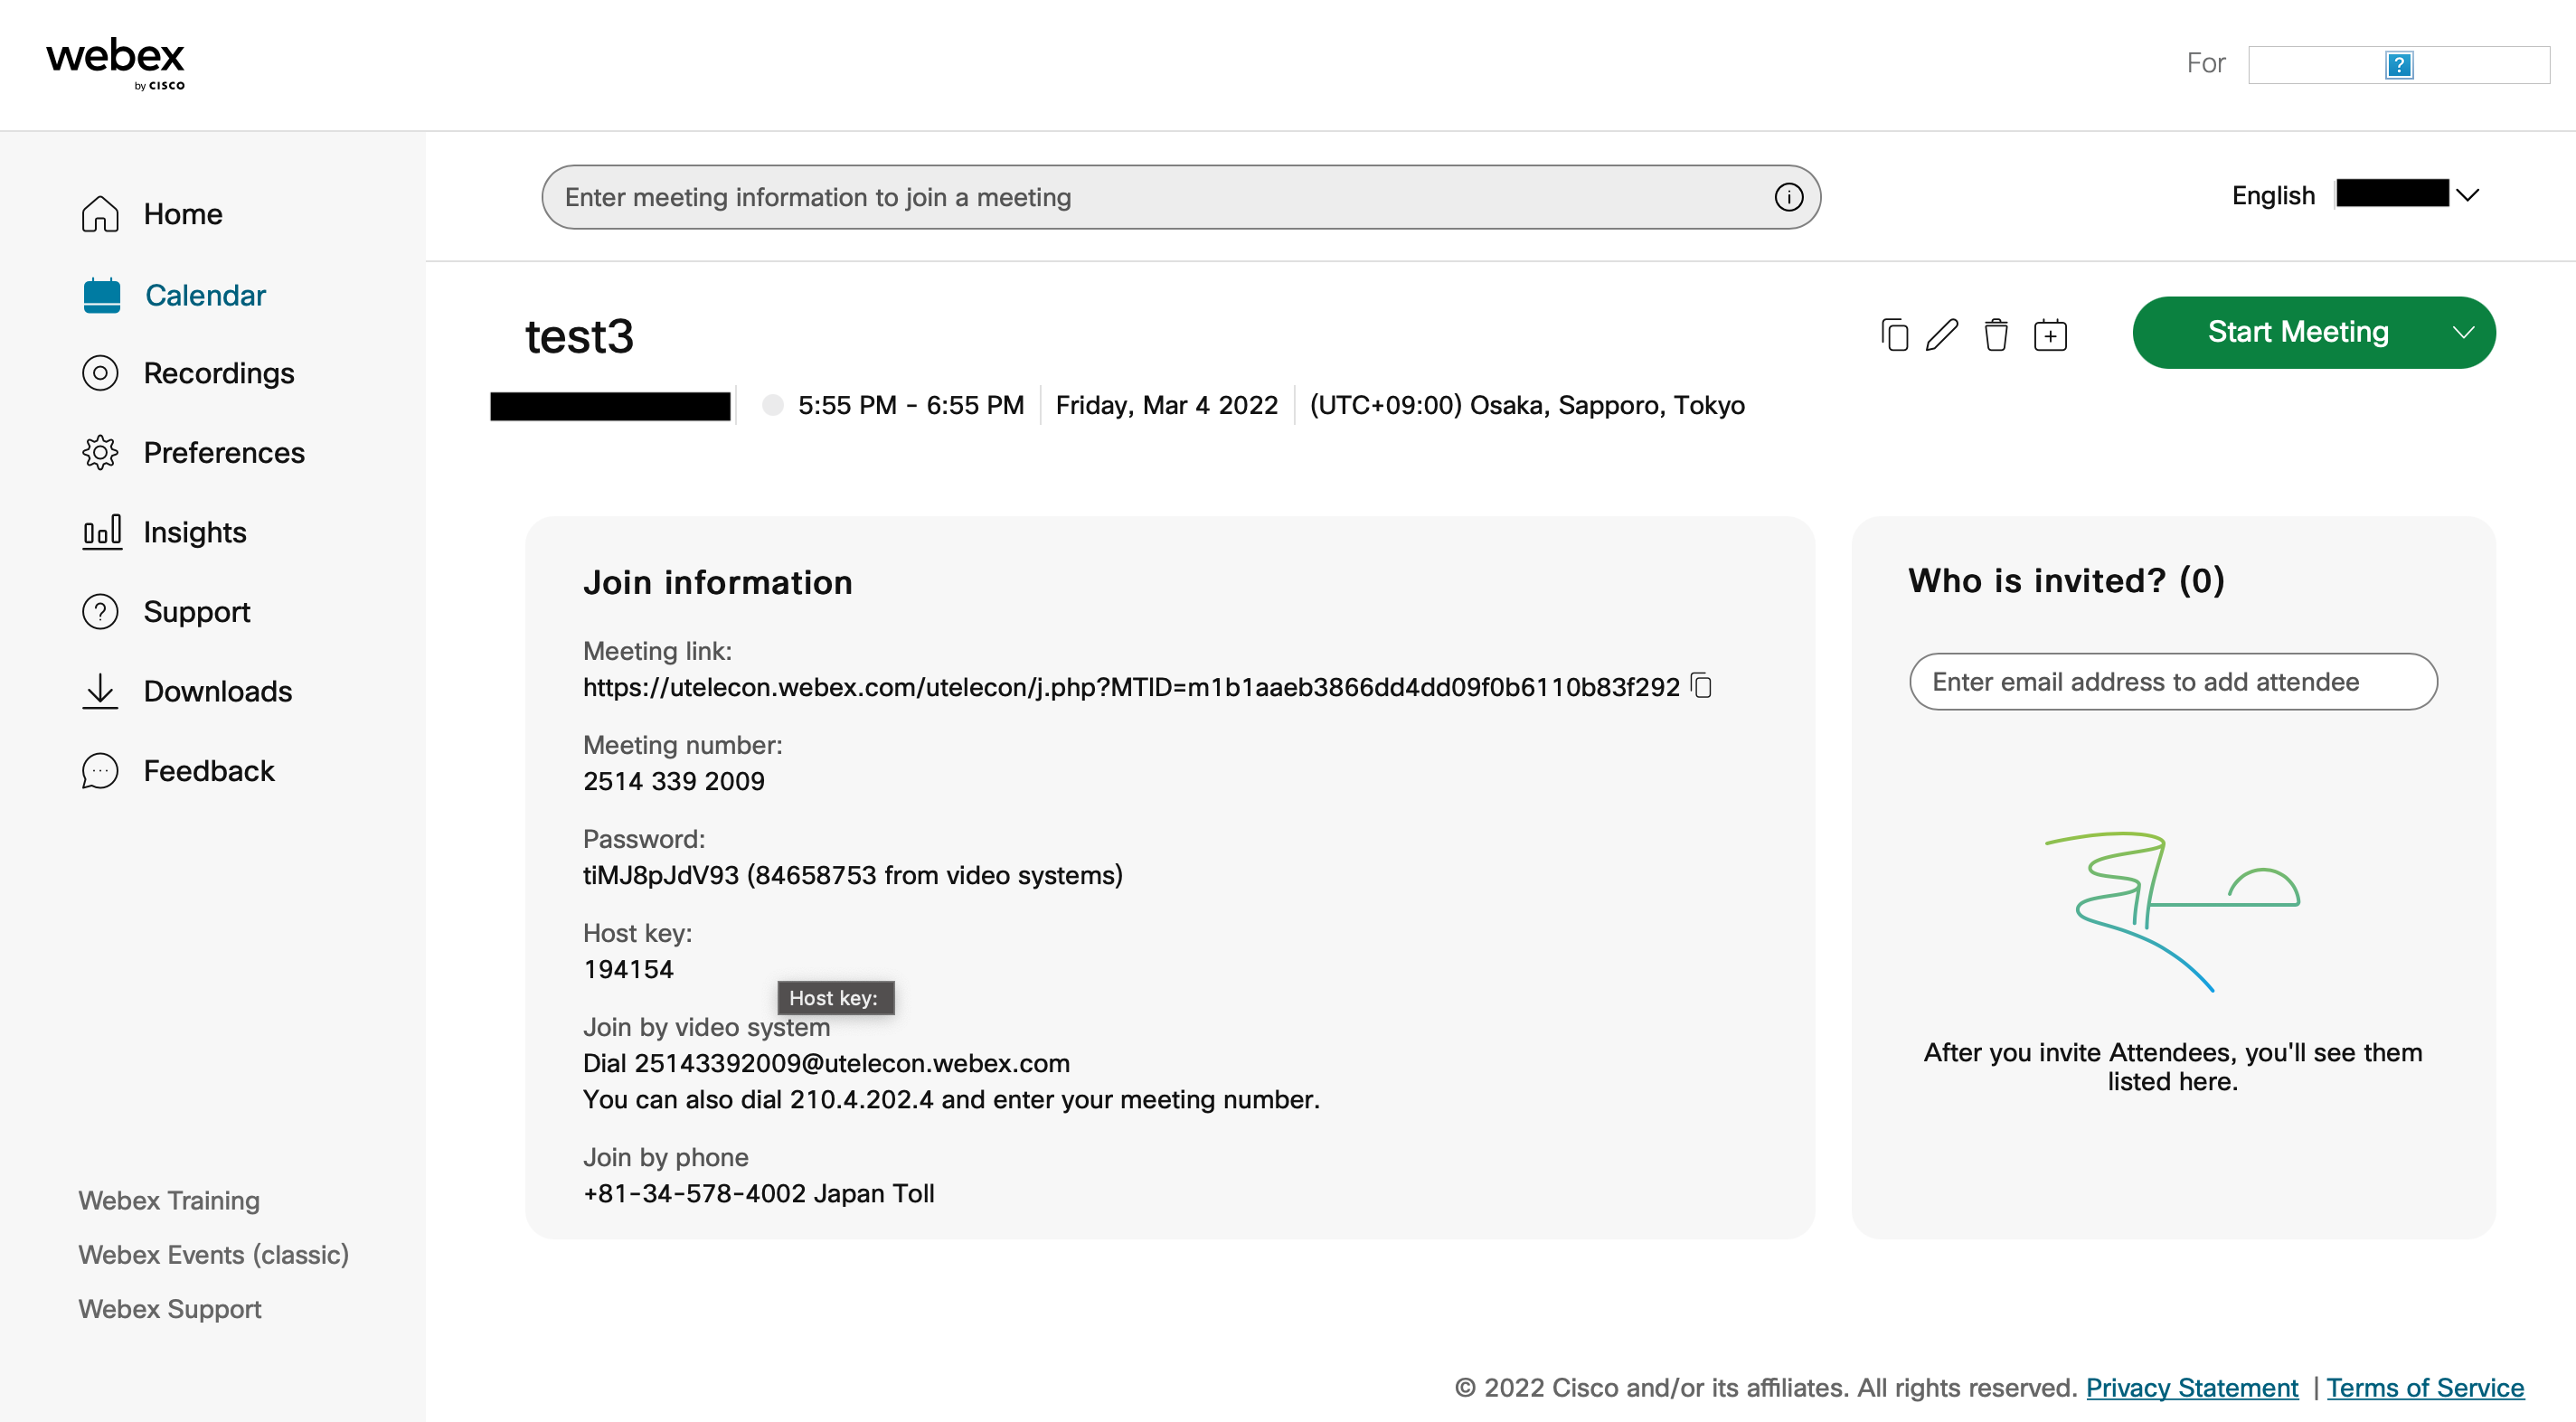 webex
by CISCO
For
Home
Calendar
Recordings
Preferences
Insights
Support
Downloads
Feedback
Webex Training
Webex Events (classic)
Webex Support
Enter meeting information to join a meeting
English
test3
Start Meeting
5:55 PM - 6:55 PM Friday, Mar 4 2022 (UTC+09:00) Osaka, Sapporo, Tokyo
Join information
Meeting link:
https://utelecon.webex.com/utelecon/j.php?MTID=m1b1aaeb3866dd4dd09f0b6110b83f292
Meeting number:
2514 339 2009
Password:
tiMJ8pJdV93 (84658753 from video systems)
Host key:
194154
Host key:
Join by video system
Dial 25143392009@utelecon.webex.com
You can also dial 210.4.202.4 and enter your meeting number.
Join by phone
+81-34-578-4002 Japan Toll
Who is invited? (0)
Enter email address to add attendee
After you invite Attendees, you'll see them
listed here.
© 2022 Cisco and/or its affiliates. All rights reserved. Privacy Statement | Terms of Service